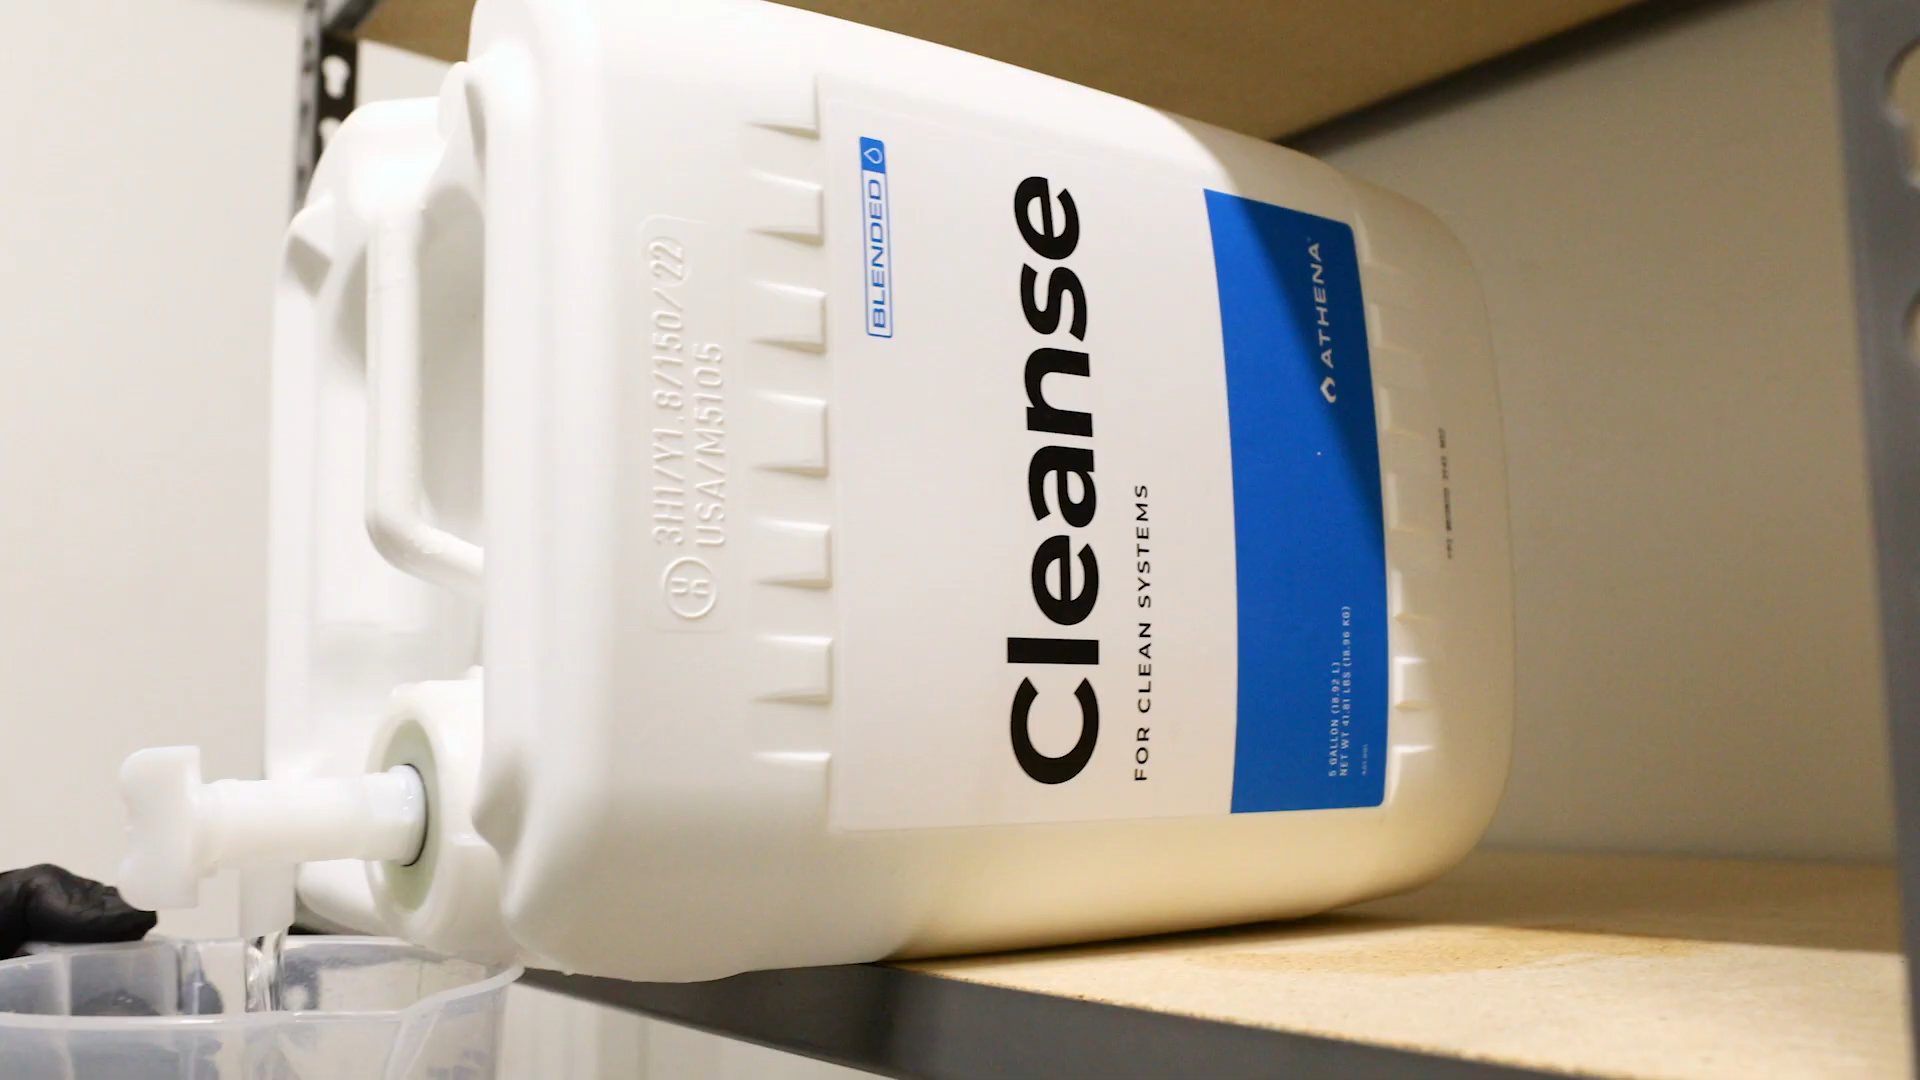 3H1/Y1.8/150/22
USA/M5105
BLENDED
Cleanse
FOR CLEAN SYSTEMS
ATHENA
5 GALLON (18.92 L)
NET WT 41.81 LBS (18.96 KG)